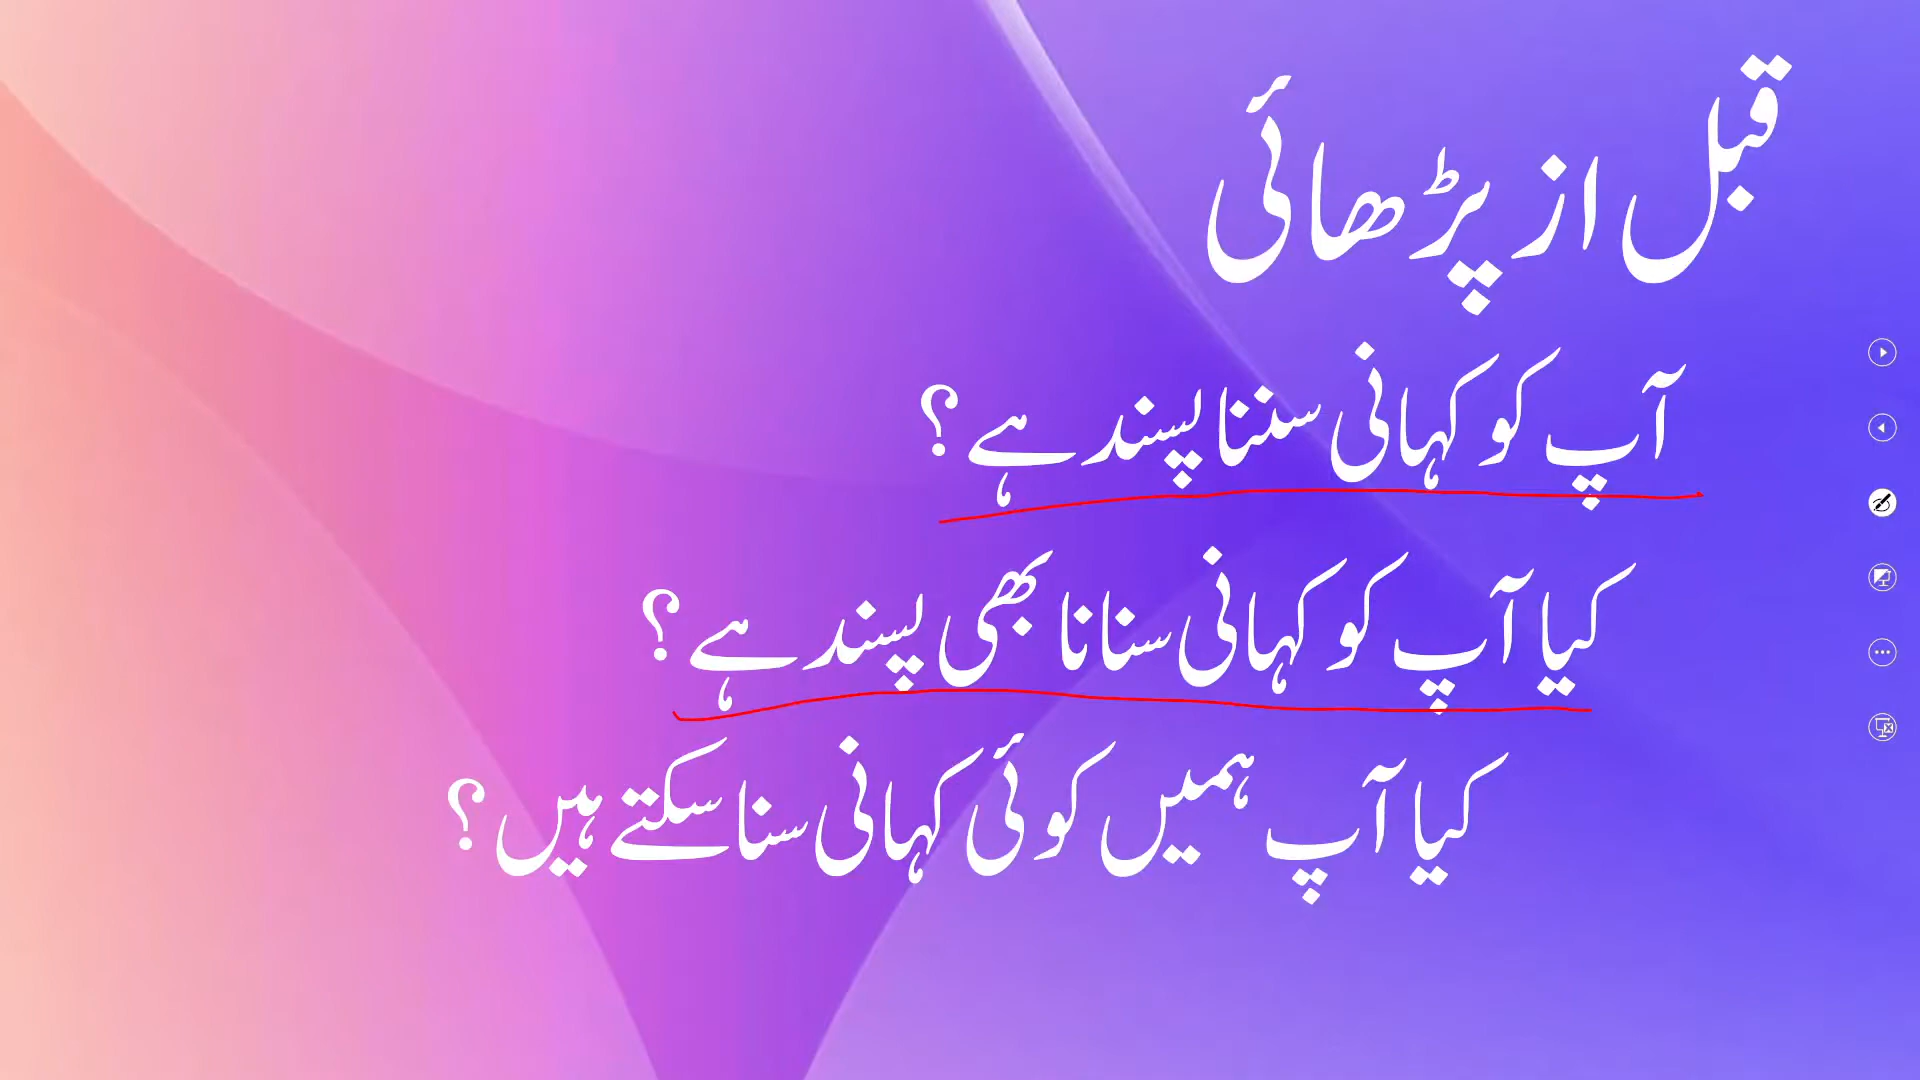 قبل از پڑھائی
آپ کو کہانی سننا پسند ہے؟
کیا آپ کو کہانی سنانا بھی پسند ہے؟
کیا آپ ہمیں کوئی کہانی سنا سکتے ہیں؟